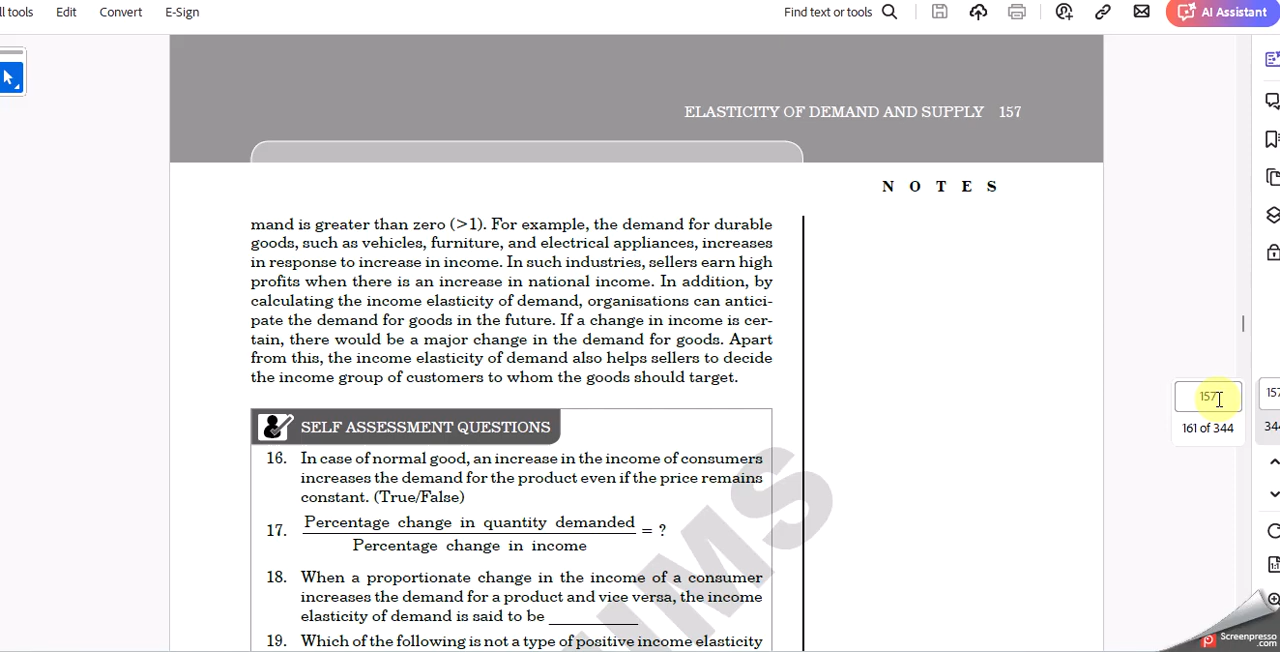 ll tools Edit Convert E-Sign Find text or tools AI Assistant
ELASTICITY OF DEMAND AND SUPPLY 157
N O T E S
mand is greater than zero (>1). For example, the demand for durable
goods, such as vehicles, furniture, and electrical appliances, increases
in response to increase in income. In such industries, sellers earn high
profits when there is an increase in national income. In addition, by
calculating the income elasticity of demand, organisations can antici-
pate the demand for goods in the future. If a change in income is cer-
tain, there would be a major change in the demand for goods. Apart
from this, the income elasticity of demand also helps sellers to decide
the income group of customers to whom the goods should target.
SELF ASSESSMENT QUESTIONS
16. In case of normal good, an increase in the income of consumers
increases the demand for the product even if the price remains
constant. (True/False)
17. Percentage change in quantity demanded = ?
Percentage change in income
18. When a proportionate change in the income of a consumer
increases the demand for a product and vice versa, the income
elasticity of demand is said to be __________
19. Which of the following is not a type of positive income elasticity
157
161 of 344
157
344
1:1
Screenpresso
.com